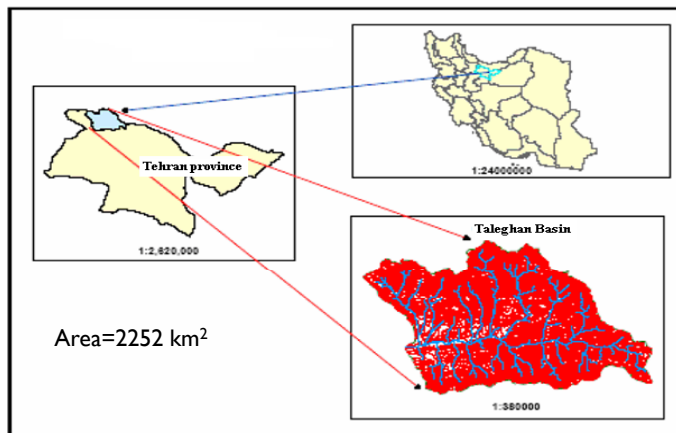 1:24000000
Tehran province
1:2,620,000
Taleghan Basin
Area=2252 km²
1:380000